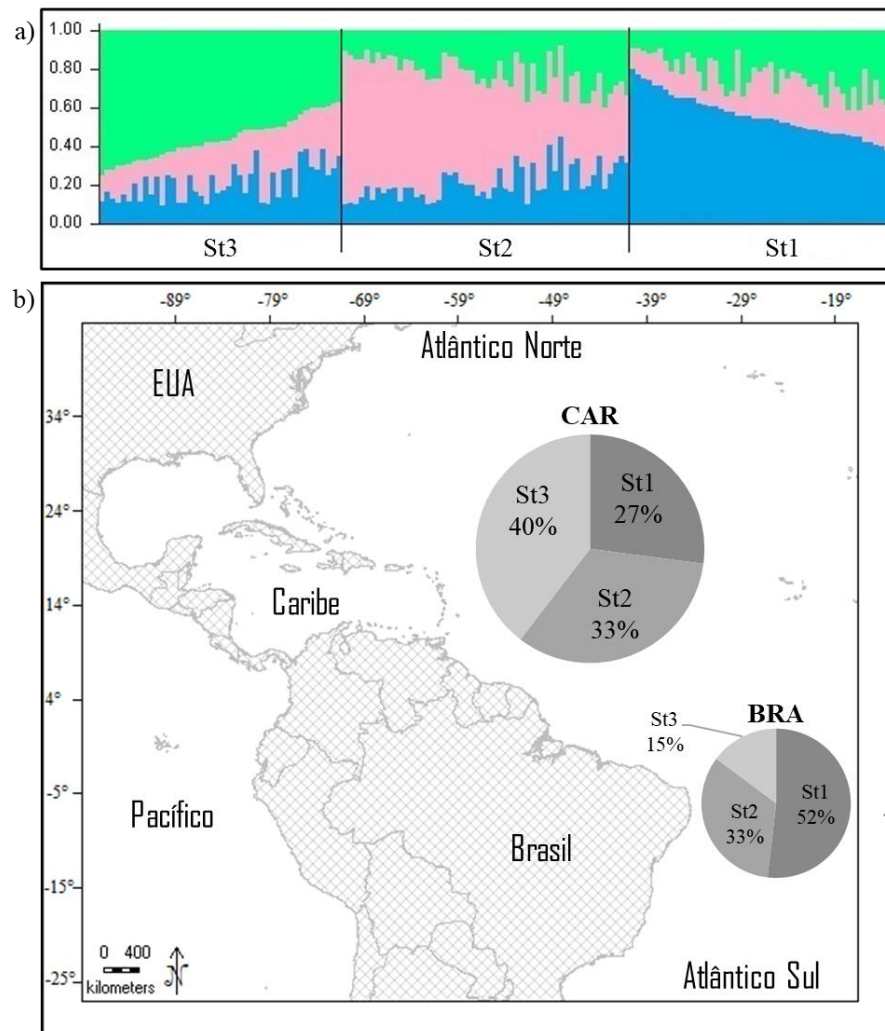 a)
1.00
0.80
0.60
0.40
0.20
0.00
St3 St2 St1
b)
-89° -79° -69° -59° -49° -39° -29° -19°
Atlântico Norte
EUA
34°
24°
14°
4°
-5°
-15°
-25°
CAR
St3
40%
St1
27%
St2
33%
Caribe
BRA
St3
15%
St1
52%
St2
33%
Pacífico
Brasil
0 400
kilometers
N
Atlântico Sul